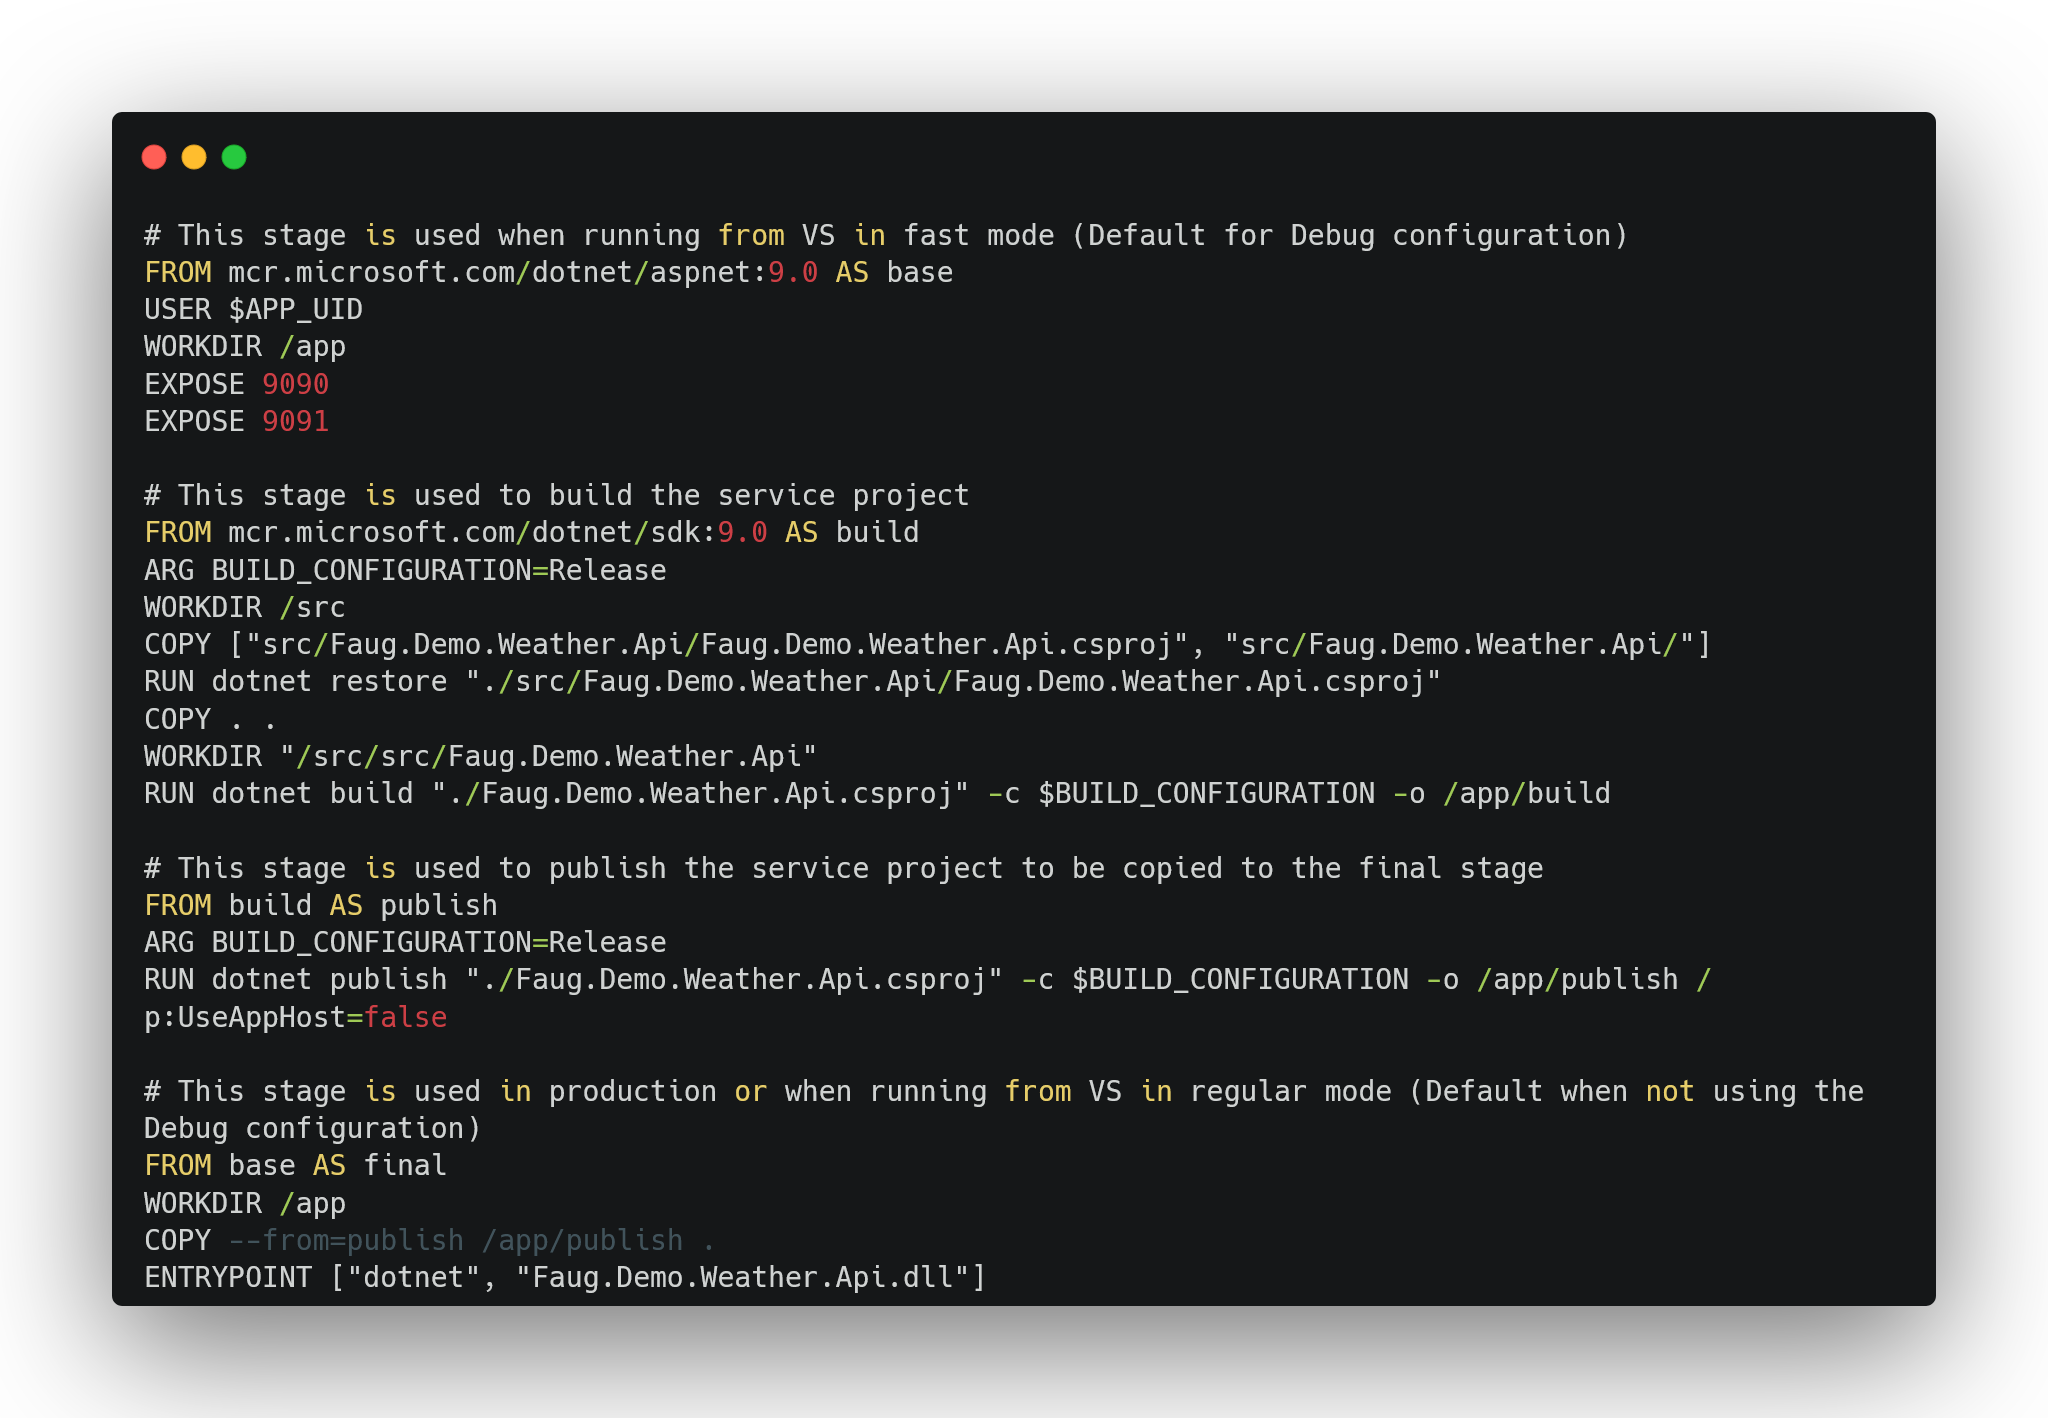 # This stage is used when running from VS in fast mode (Default for Debug configuration)
FROM mcr.microsoft.com/dotnet/aspnet:9.0 AS base
USER $APP_UID
WORKDIR /app
EXPOSE 9090
EXPOSE 9091

# This stage is used to build the service project
FROM mcr.microsoft.com/dotnet/sdk:9.0 AS build
ARG BUILD_CONFIGURATION=Release
WORKDIR /src
COPY ["src/Faug.Demo.Weather.Api/Faug.Demo.Weather.Api.csproj", "src/Faug.Demo.Weather.Api/"]
RUN dotnet restore "./src/Faug.Demo.Weather.Api/Faug.Demo.Weather.Api.csproj"
COPY . .
WORKDIR "/src/src/Faug.Demo.Weather.Api"
RUN dotnet build "./Faug.Demo.Weather.Api.csproj" -c $BUILD_CONFIGURATION -o /app/build

# This stage is used to publish the service project to be copied to the final stage
FROM build AS publish
ARG BUILD_CONFIGURATION=Release
RUN dotnet publish "./Faug.Demo.Weather.Api.csproj" -c $BUILD_CONFIGURATION -o /app/publish /
p:UseAppHost=false

# This stage is used in production or when running from VS in regular mode (Default when not using the
Debug configuration)
FROM base AS final
WORKDIR /app
COPY --from=publish /app/publish .
ENTRYPOINT ["dotnet", "Faug.Demo.Weather.Api.dll"]